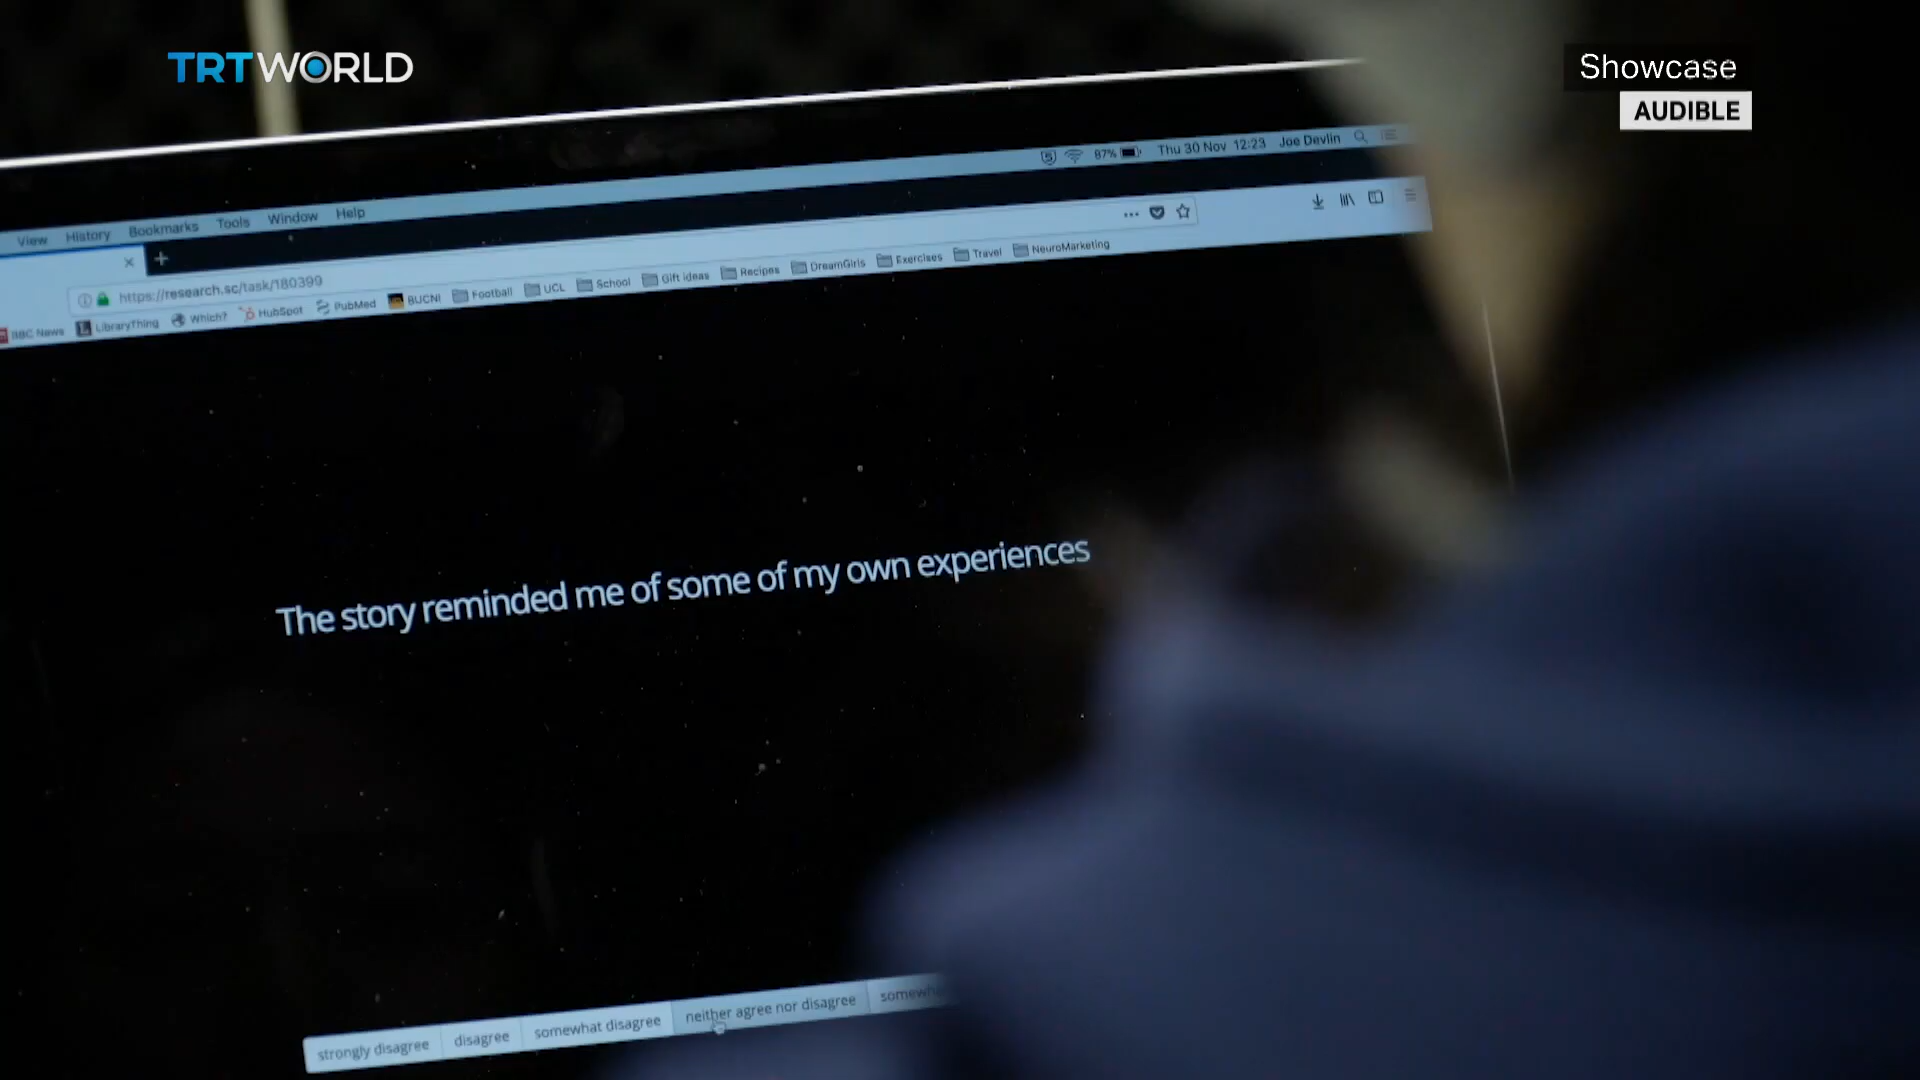 TRT WORLD
Showcase
AUDIBLE
87% Thu 30 Nov 12:23 Joe Devlin
View History Bookmarks Tools Window Help
https://research.sc/task/180399
BBC News LibraryThing Which? HubSpot PubMed BUCNI Football UCL School Gift ideas Recipes DreamGirls Exercises Travel NeuroMarketing
The story reminded me of some of my own experiences
strongly disagree disagree somewhat disagree neither agree nor disagree